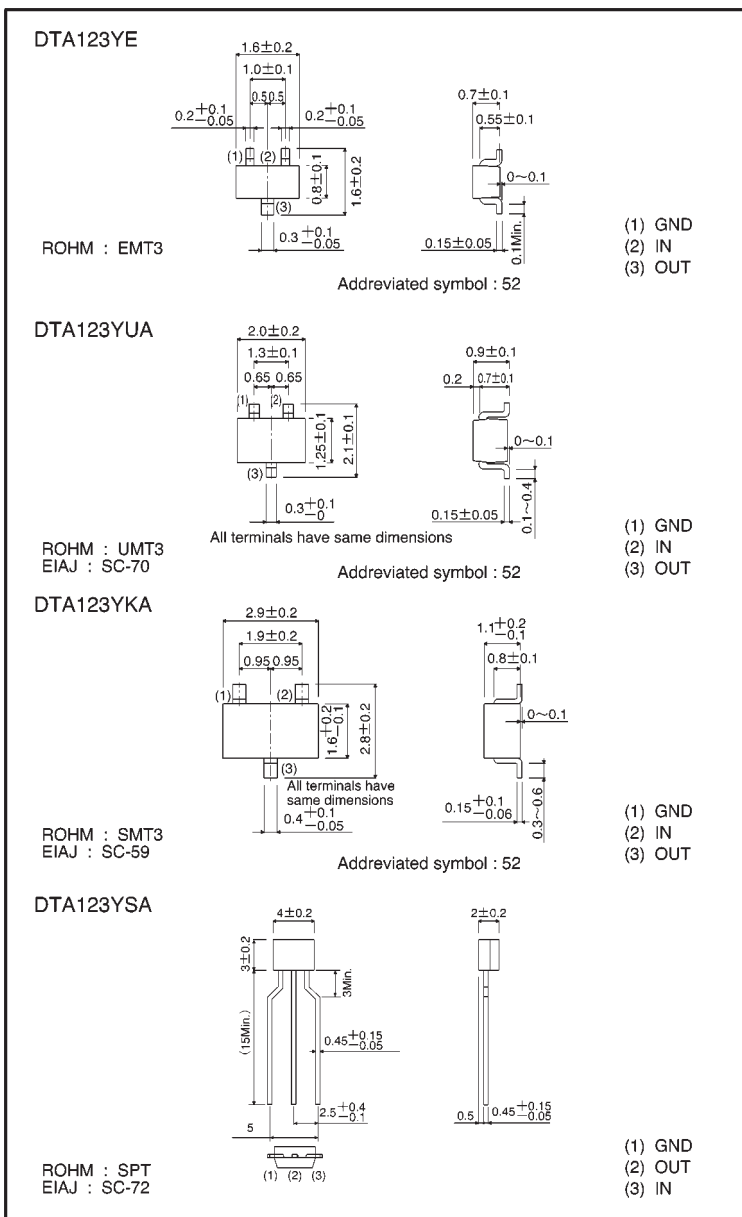 DTA123YE
1.6±0.2
1.0±0.1
0.5 0.5
0.2 +0.1 −0.05
0.2 +0.1 −0.05
(1) (2)
(3)
0.8±0.1
1.6±0.2
0.3 +0.1 −0.05
0.7±0.1
0.55±0.1
0~0.1
0.15±0.05
0.1Min.
ROHM : EMT3
Addreviated symbol : 52
(1) GND
(2) IN
(3) OUT
DTA123YUA
2.0±0.2
1.3±0.1
0.65 0.65
(1) (2)
(3)
1.25±0.1
2.1±0.1
0.3 +0.1 −0
All terminals have same dimensions
0.9±0.1
0.2 0.7±0.1
0~0.1
0.15±0.05
0.1~0.4
ROHM : UMT3
EIAJ : SC-70
Addreviated symbol : 52
(1) GND
(2) IN
(3) OUT
DTA123YKA
2.9±0.2
1.9±0.2
0.95 0.95
(1) (2)
(3)
1.6 +0.2 −0.1
2.8±0.2
All terminals have
same dimensions
0.4 +0.1 −0.05
1.1 +0.2 −0.1
0.8±0.1
0~0.1
0.15 +0.1 −0.06
0.3~0.6
ROHM : SMT3
EIAJ : SC-59
Addreviated symbol : 52
(1) GND
(2) IN
(3) OUT
DTA123YSA
4±0.2
3±0.2
(15Min.)
3Min.
0.45 +0.15 −0.05
2.5 +0.4 −0.1
5
(1) (2) (3)
2±0.2
0.5 0.45 +0.15 −0.05
ROHM : SPT
EIAJ : SC-72
(1) GND
(2) OUT
(3) IN